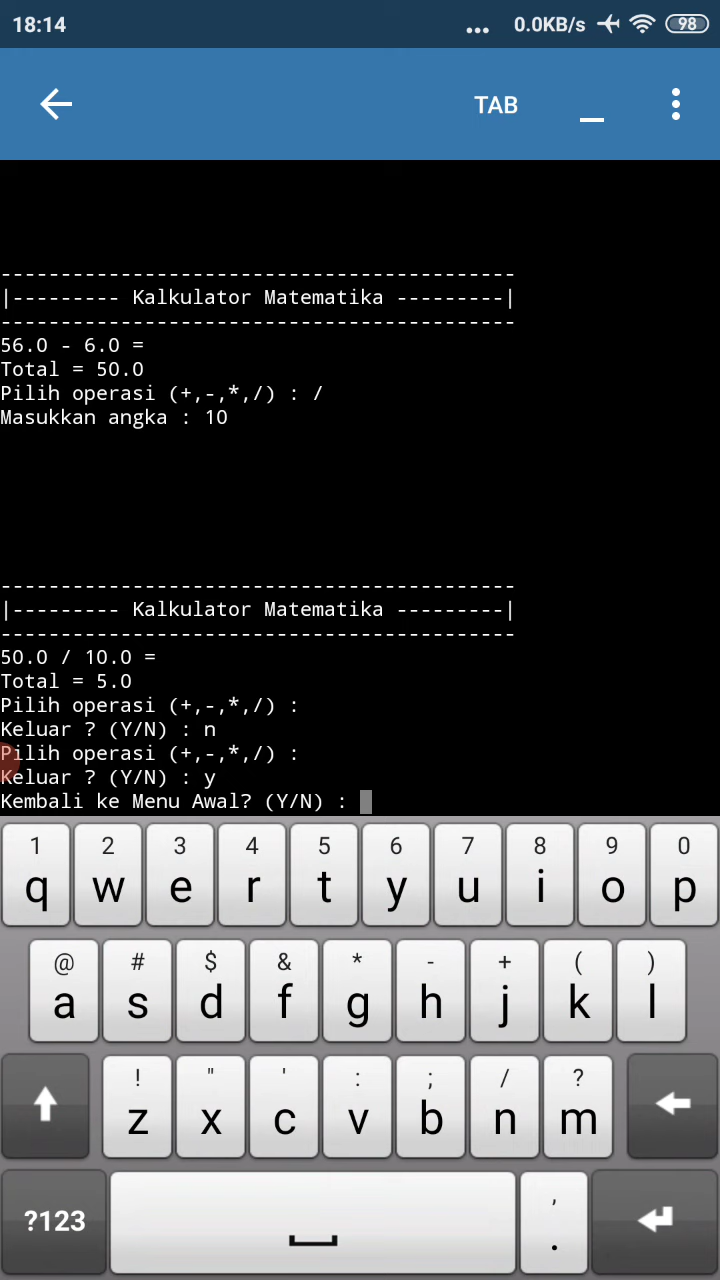 18:14 ... 0.0KB/s 98
TAB _
-------------------------------------------
|--------- Kalkulator Matematika ---------|
-------------------------------------------
56.0 - 6.0 =
Total = 50.0
Pilih operasi (+,-,*,/) : /
Masukkan angka : 10
-------------------------------------------
|--------- Kalkulator Matematika ---------|
-------------------------------------------
50.0 / 10.0 =
Total = 5.0
Pilih operasi (+,-,*,/) :
Keluar ? (Y/N) : n
Pilih operasi (+,-,*,/) :
Keluar ? (Y/N) : y
Kembali ke Menu Awal? (Y/N) :
1 2 3 4 5 6 7 8 9 0
q w e r t y u i o p
@ # $ & * - + ( )
a s d f g h j k l
! " ' : ; / ?
z x c v b n m
?123 , .